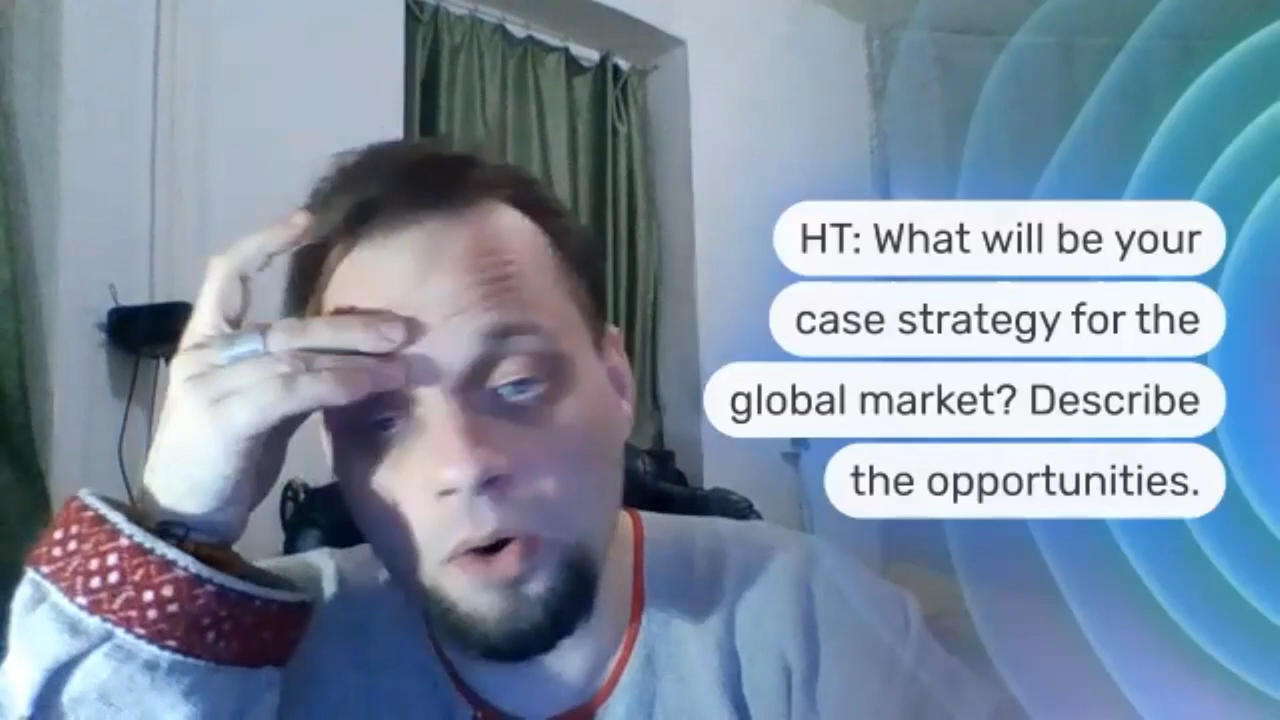 HT: What will be your
case strategy for the
global market? Describe
the opportunities.